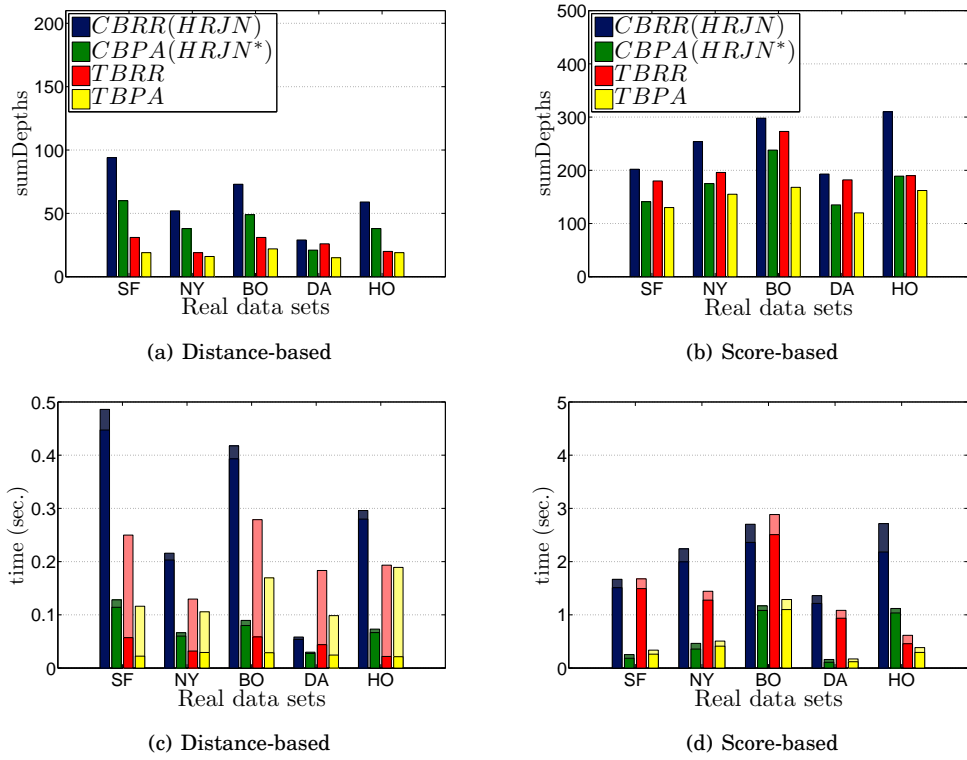 200
150
100
50
0
sumDepths
CBRR(HRJN)
CBPA(HRJN*)
TBRR
TBPA
SF NY BO DA HO
Real data sets
(a) Distance-based
500
400
300
200
100
0
sumDepths
CBRR(HRJN)
CBPA(HRJN*)
TBRR
TBPA
SF NY BO DA HO
Real data sets
(b) Score-based
0.5
0.4
0.3
0.2
0.1
0
time (sec.)
SF NY BO DA HO
Real data sets
(c) Distance-based
5
4
3
2
1
0
time (sec.)
SF NY BO DA HO
Real data sets
(d) Score-based